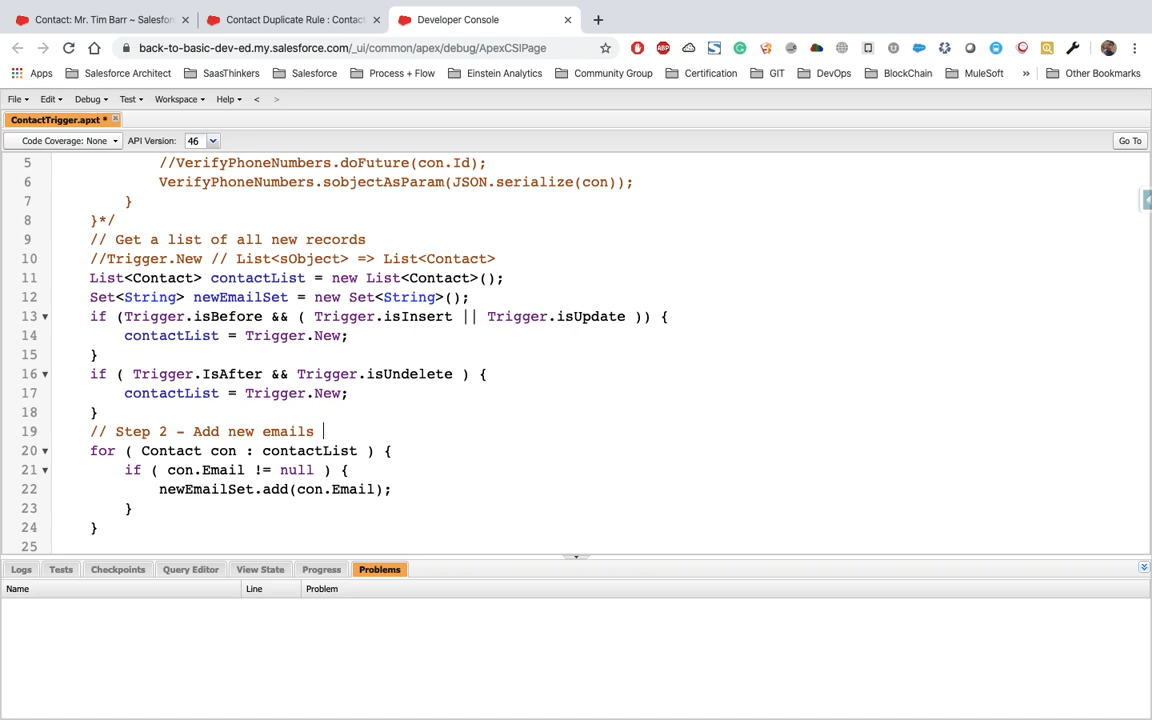 Contact: Mr. Tim Barr ~ Salesfor
Contact Duplicate Rule : Contac
Developer Console
back-to-basic-dev-ed.my.salesforce.com/_ui/common/apex/debug/ApexCSIPage
Apps
Salesforce Architect
SaasThinkers
Salesforce
Process + Flow
Einstein Analytics
Community Group
Certification
GIT
DevOps
BlockChain
MuleSoft
»
Other Bookmarks
File
Edit
Debug
Test
Workspace
Help
<
>
ContactTrigger.apxt *
Code Coverage: None
API Version:
46
Go To
5 //VerifyPhoneNumbers.doFuture(con.Id);
6 VerifyPhoneNumbers.sobjectAsParam(JSON.serialize(con));
7 }
8 }*/
9 // Get a list of all new records
10 //Trigger.New // List<sObject> => List<Contact>
11 List<Contact> contactList = new List<Contact>();
12 Set<String> newEmailSet = new Set<String>();
13 if (Trigger.isBefore && ( Trigger.isInsert || Trigger.isUpdate )) {
14 contactList = Trigger.New;
15 }
16 if ( Trigger.IsAfter && Trigger.isUndelete ) {
17 contactList = Trigger.New;
18 }
19 // Step 2 - Add new emails
20 for ( Contact con : contactList ) {
21 if ( con.Email != null ) {
22 newEmailSet.add(con.Email);
23 }
24 }
25
Logs
Tests
Checkpoints
Query Editor
View State
Progress
Problems
Name
Line
Problem